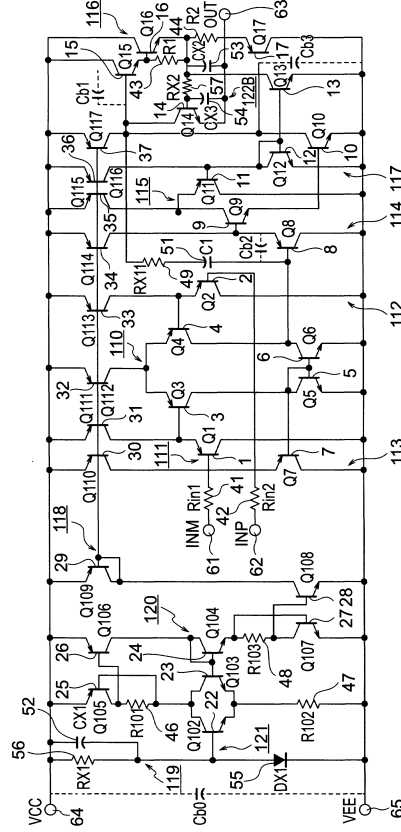 VCC
64
56
RX1
52
119
Cb0
55
DX1
VEE
65
CX1
25
Q105
R101
46
Q102
22
121
R102
47
26
Q106
120
24
23
Q103
Q104
R103
48
Q107
27
28
Q108
118
29
Q109
INM
61
Rin1
41
INP
62
42
Rin2
Q110
30
Q111
31
Q112
32
111
Q1
1
Q7
7
113
110
Q3
3
Q4
4
Q5
5
Q6
6
Q113
33
Q2
2
112
Q114
34
RX11
49
51
C1
Cb2
Q8
8
114
Q115
35
36
Q116
9
Q9
115
Q11
11
117
Q117
37
Cb1
Q12
12
Q10
10
116
15
Q15
Q16
16
43
R1
44
R2
OUT
63
RX2
CX2
57
14
Q14
CX3
54
122B
53
Q17
17
Cb3
Q13
13